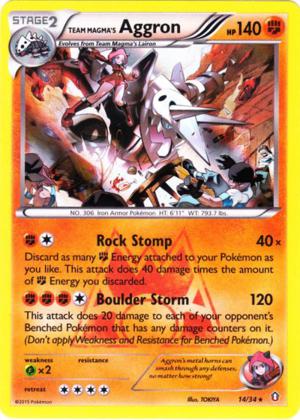 STAGE2
TEAM MAGMA'S Aggron HP 140
Evolves from Team Magma's Lairon
NO. 306 Iron Armor Pokémon HT: 6'11" WT: 793.7 lbs.
Rock Stomp 40×
Discard as many Energy attached to your Pokémon as
you like. This attack does 40 damage times the amount
of Energy you discarded.
Boulder Storm 120
This attack does 20 damage to each of your opponent's
Benched Pokémon that has any damage counters on it.
(Don't apply Weakness and Resistance for Benched Pokémon.)
weakness resistance
×2
retreat
Aggron's metal horns can
smash through any defenses,
no matter how strong!
©2015 Pokémon Illus. TOKIYA 14/34 ★